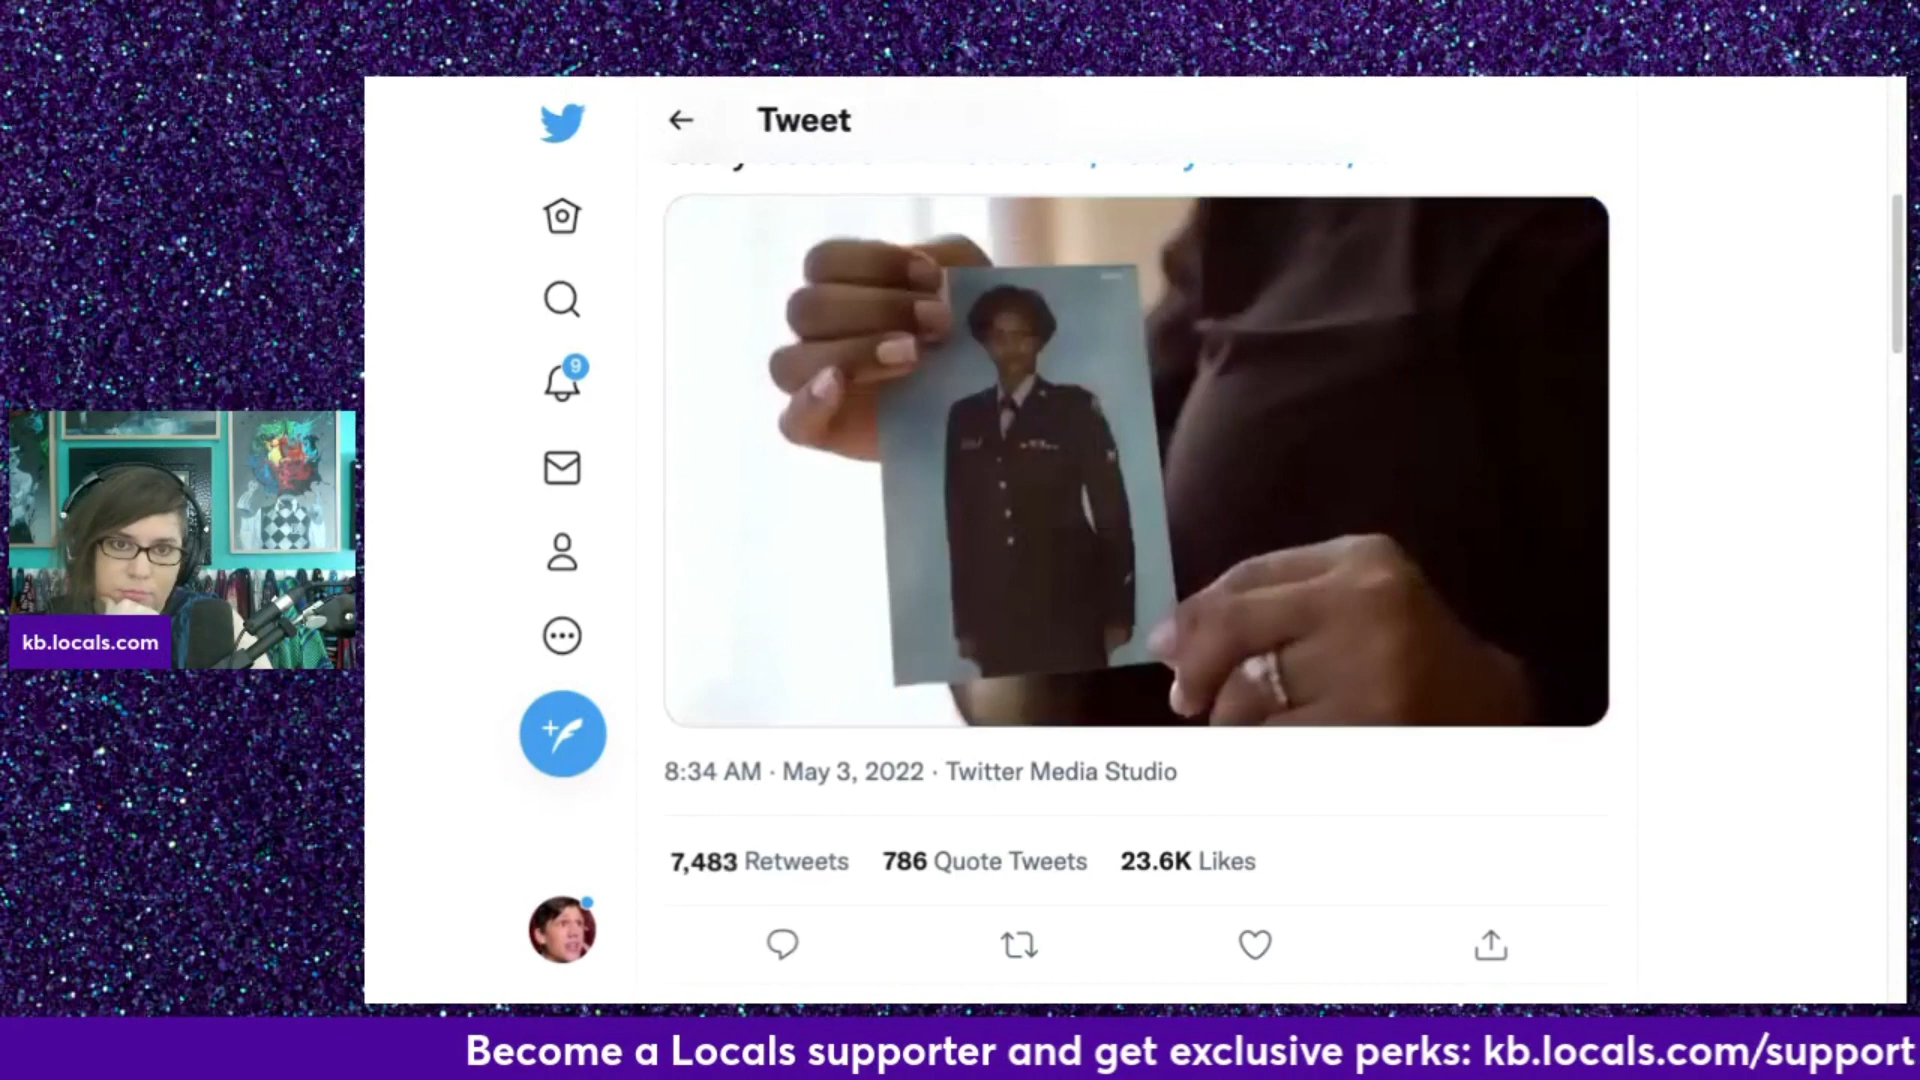 Tweet
9
kb.locals.com
8:34 AM · May 3, 2022 · Twitter Media Studio
7,483 Retweets 786 Quote Tweets 23.6K Likes
Become a Locals supporter and get exclusive perks: kb.locals.com/support